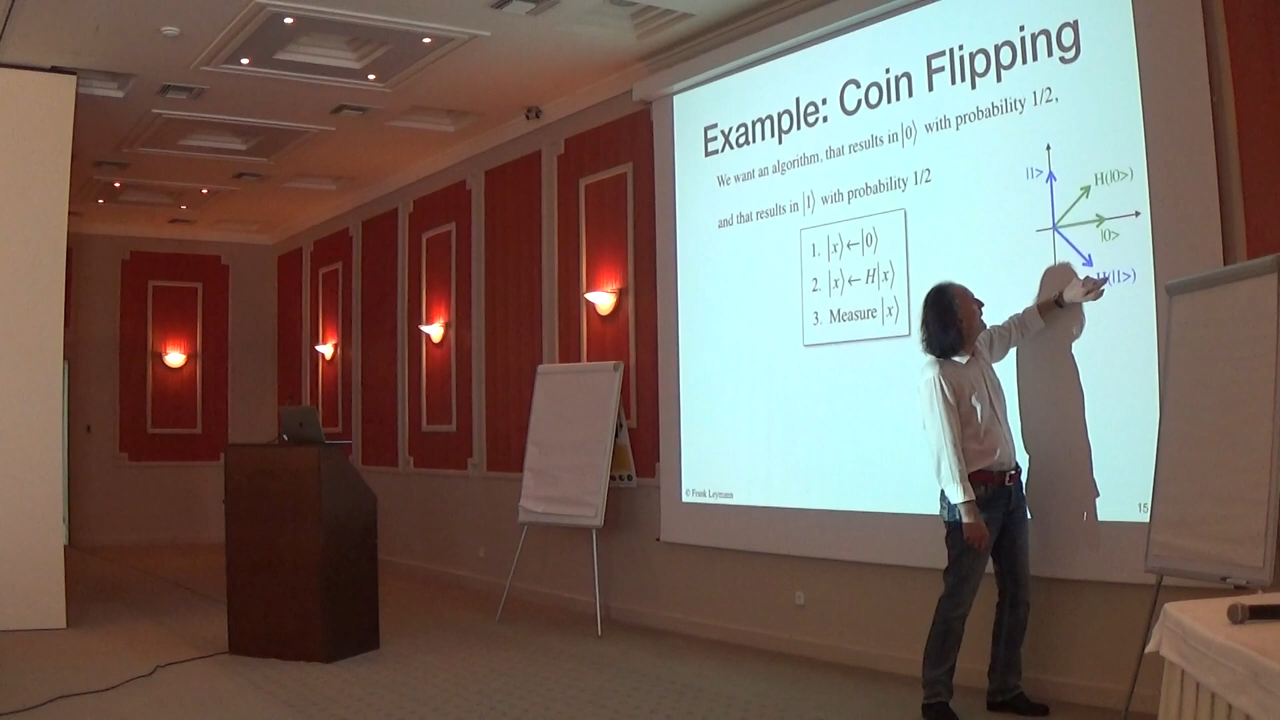 Example: Coin Flipping
We want an algorithm, that results in |0⟩ with probability 1/2,
and that results in |1⟩ with probability 1/2
1. |x⟩←|0⟩
2. |x⟩←H|x⟩
3. Measure |x⟩
|1>
H(|0>)
|0>
H(|1>)
© Frank Leymann
15